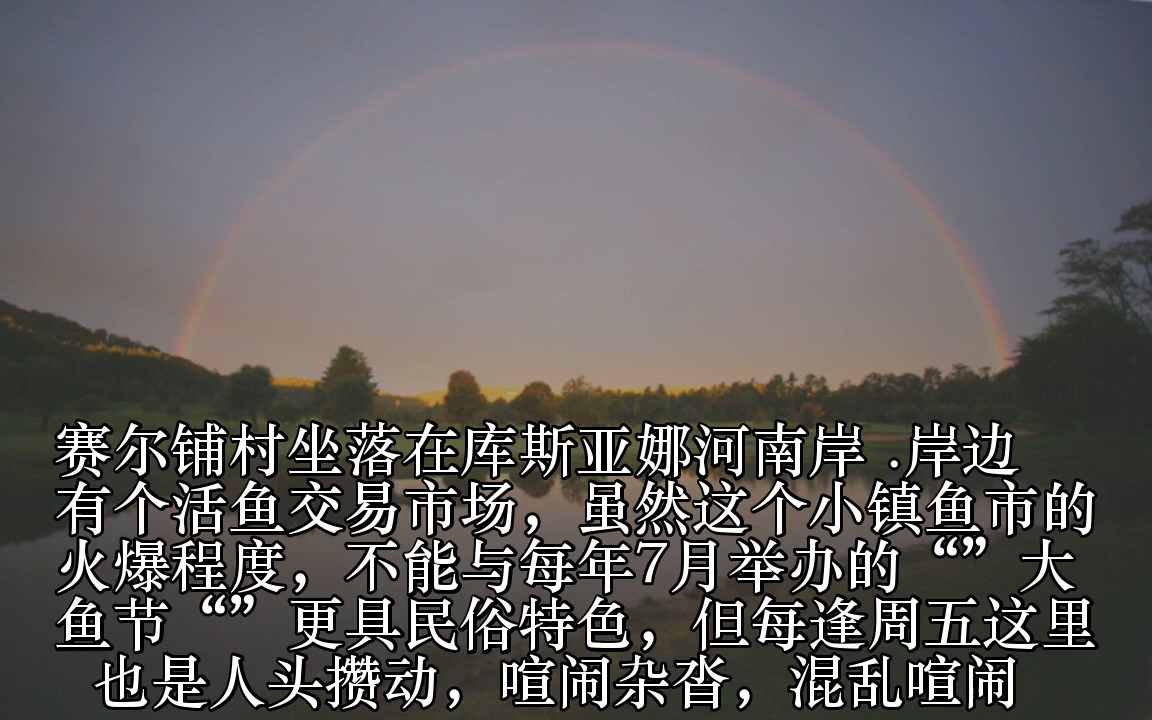 赛尔铺村坐落在库斯亚娜河南岸 .岸边
有个活鱼交易市场，虽然这个小镇鱼市的
火爆程度，不能与每年7月举办的“”大
鱼节“”更具民俗特色，但每逢周五这里
也是人头攒动，喧闹杂沓，混乱喧闹